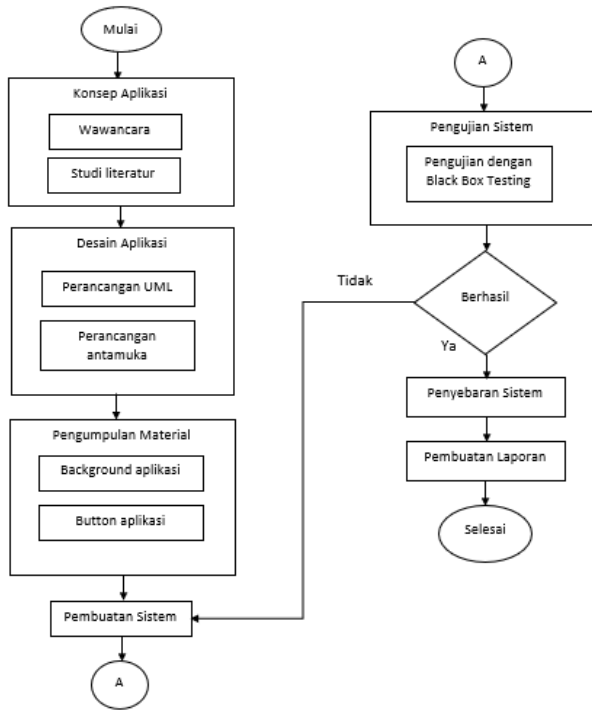 Mulai
Konsep Aplikasi
Wawancara
Studi literatur
Desain Aplikasi
Perancangan UML
Perancangan
antamuka
Pengumpulan Material
Background aplikasi
Button aplikasi
Pembuatan Sistem
A
A
Pengujian Sistem
Pengujian dengan
Black Box Testing
Berhasil
Tidak
Ya
Penyebaran Sistem
Pembuatan Laporan
Selesai